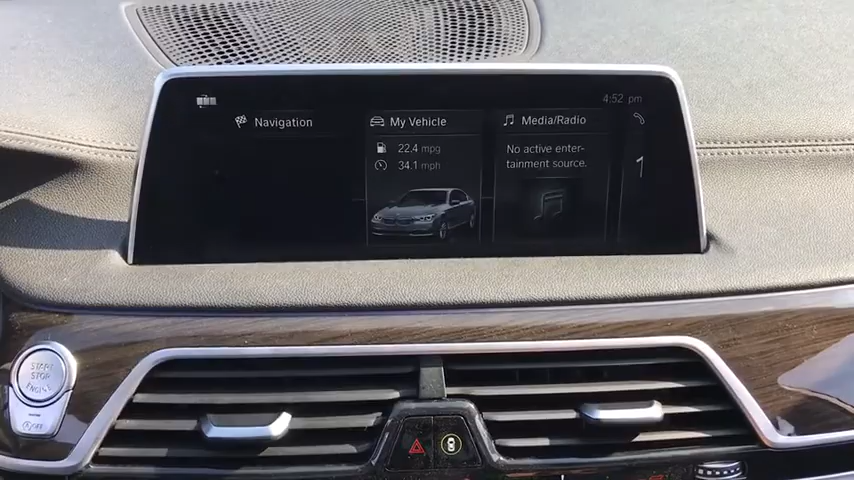 4:52 pm
Navigation
My Vehicle
22.4 mpg
34.1 mph
Media/Radio
No active enter-
tainment source.
START
STOP
ENGINE
OFF